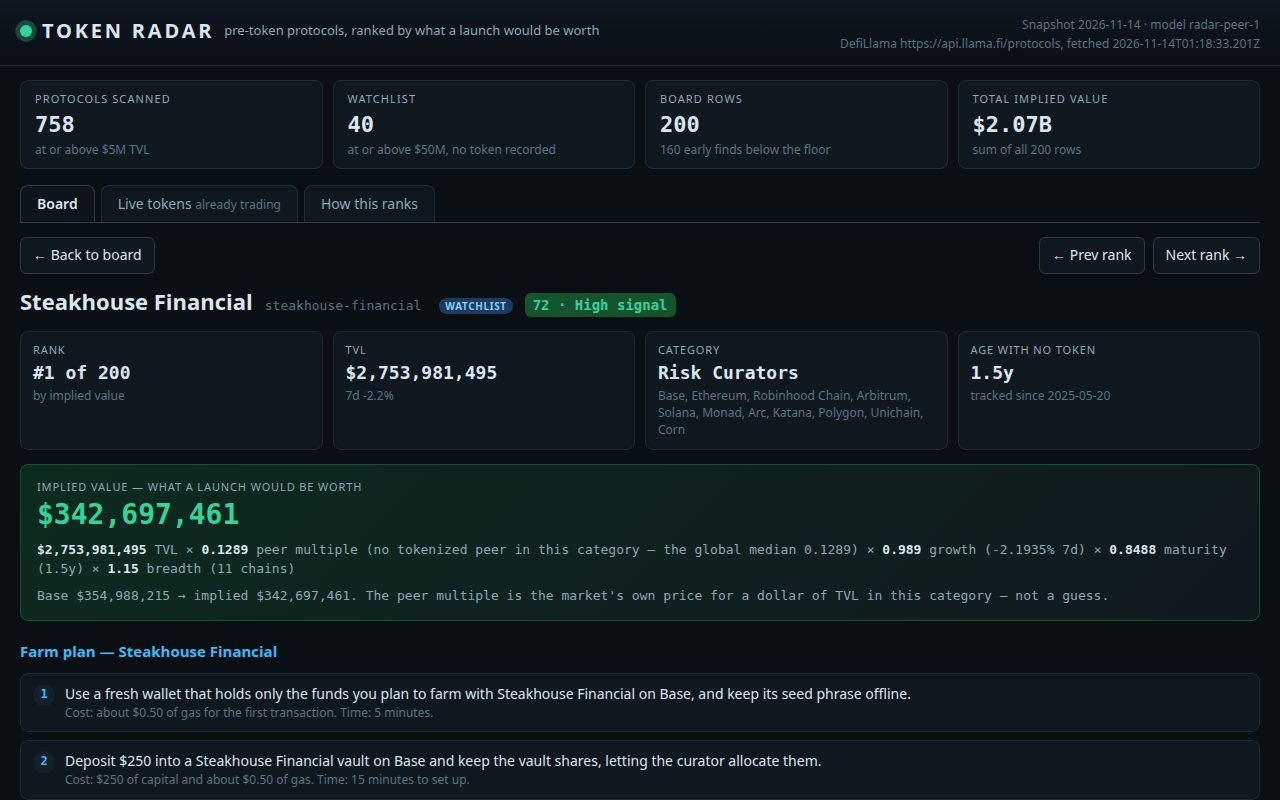 TOKEN RADAR pre-token protocols, ranked by what a launch would be worth
Snapshot 2026-11-14 · model radar-peer-1
DefiLlama https://api.llama.fi/protocols, fetched 2026-11-14T01:18:33.201Z
PROTOCOLS SCANNED
758
at or above $5M TVL
WATCHLIST
40
at or above $50M, no token recorded
BOARD ROWS
200
160 early finds below the floor
TOTAL IMPLIED VALUE
$2.07B
sum of all 200 rows
Board
Live tokens already trading
How this ranks
← Back to board
← Prev rank
Next rank →
Steakhouse Financial steakhouse-financial WATCHLIST 72 · High signal
RANK
#1 of 200
by implied value
TVL
$2,753,981,495
7d -2.2%
CATEGORY
Risk Curators
Base, Ethereum, Robinhood Chain, Arbitrum,
Solana, Monad, Arc, Katana, Polygon, Unichain,
Corn
AGE WITH NO TOKEN
1.5y
tracked since 2025-05-20
IMPLIED VALUE — WHAT A LAUNCH WOULD BE WORTH
$342,697,461
$2,753,981,495 TVL × 0.1289 peer multiple (no tokenized peer in this category — the global median 0.1289) × 0.989 growth (-2.1935% 7d) × 0.8488 maturity
(1.5y) × 1.15 breadth (11 chains)
Base $354,988,215 → implied $342,697,461. The peer multiple is the market's own price for a dollar of TVL in this category — not a guess.
Farm plan — Steakhouse Financial
1 Use a fresh wallet that holds only the funds you plan to farm with Steakhouse Financial on Base, and keep its seed phrase offline.
Cost: about $0.50 of gas for the first transaction. Time: 5 minutes.
2 Deposit $250 into a Steakhouse Financial vault on Base and keep the vault shares, letting the curator allocate them.
Cost: $250 of capital and about $0.50 of gas. Time: 15 minutes to set up.